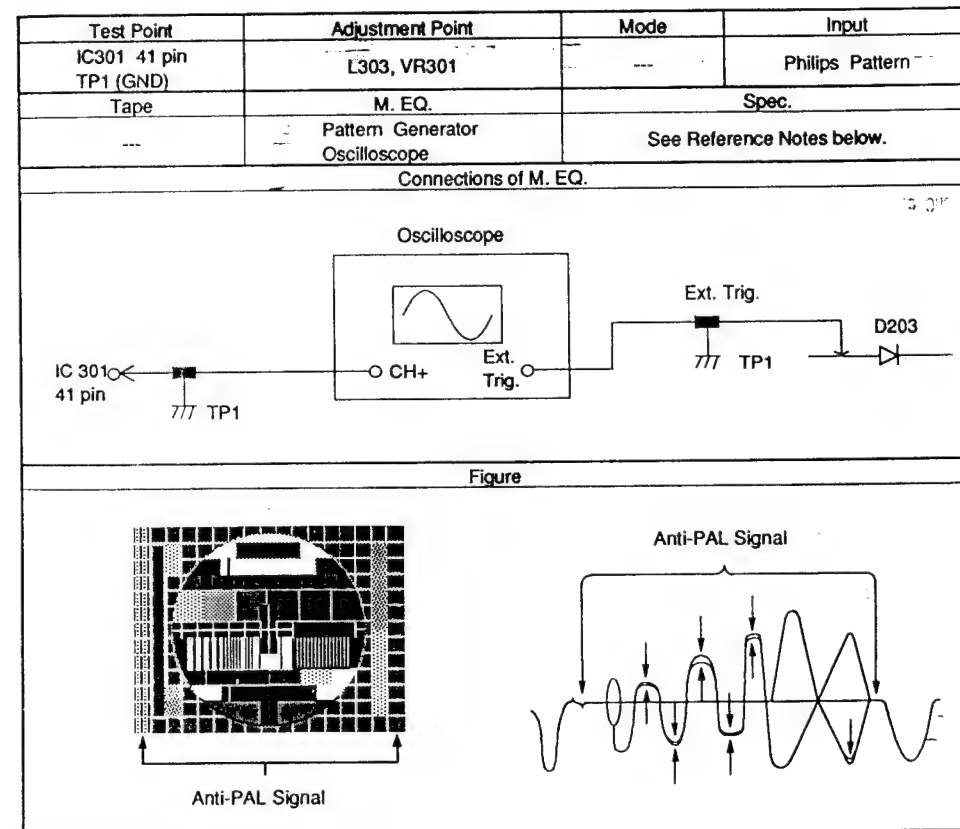 Test Point Adjustment Point Mode Input
IC301 41 pin
TP1 (GND)
L303, VR301
---
Philips Pattern
Tape M. EQ. Spec.
---
Pattern Generator
Oscilloscope
See Reference Notes below.
Connections of M. EQ.
Oscilloscope
Ext. Trig.
D203
IC 301
41 pin
TP1
CH+
Ext.
Trig.
TP1
Figure
Anti-PAL Signal
Anti-PAL Signal